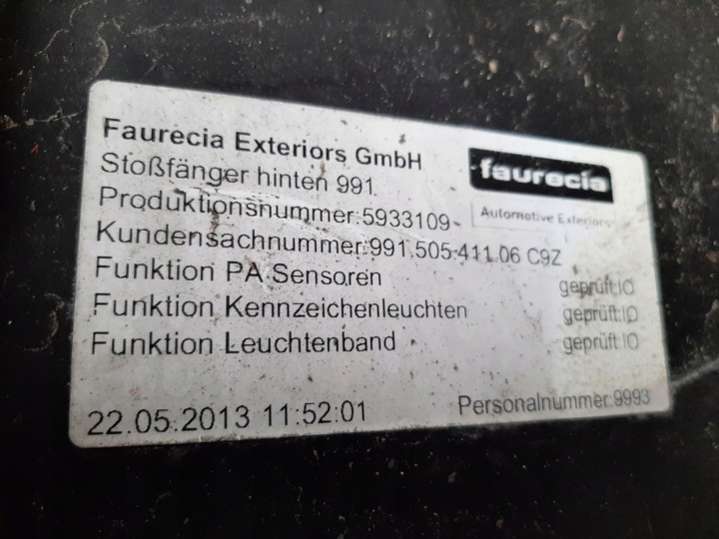 Faurecia Exteriors GmbH
faurecia
Stoßfänger hinten 991
Automotive Exteriors
Produktionsnummer:5933109
Kundensachnummer:991.505.411.06 C9Z
Funktion PA Sensoren geprüft:IO
Funktion Kennzeichenleuchten geprüft:IO
Funktion Leuchtenband geprüft:IO
22.05.2013 11:52:01 Personalnummer:9993